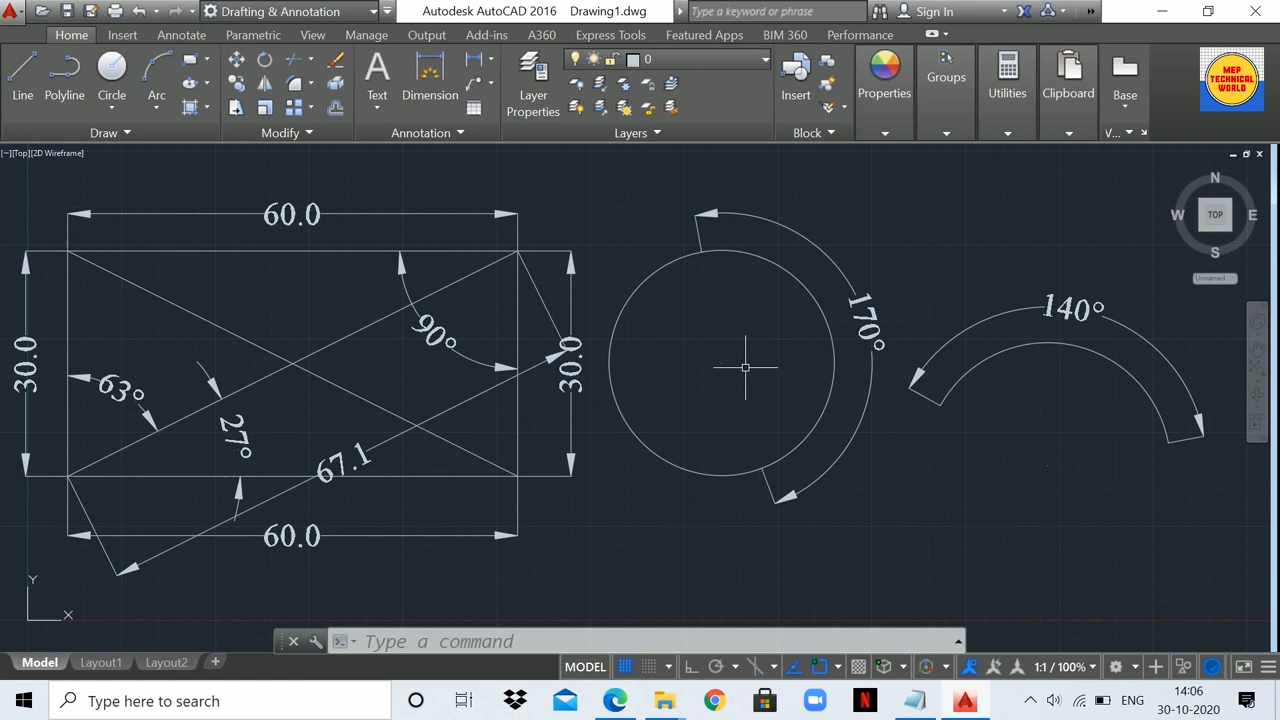 Drafting & Annotation
Autodesk AutoCAD 2016 Drawing1.dwg
Type a keyword or phrase
Sign In
Home Insert Annotate Parametric View Manage Output Add-ins A360 Express Tools Featured Apps BIM 360 Performance
0
Line Polyline Circle Arc
Text Dimension
Layer Properties
Insert Properties Groups Utilities Clipboard Base
MEP
TECHNICAL
WORLD
Draw Modify Annotation Layers Block V...
[−][Top][2D Wireframe]
N
W TOP E
S
Unnamed
60.0
30.0
90°
63°
27°
67.1
30.0
60.0
170°
140°
Y
X
Type a command
Model Layout1 Layout2 +
MODEL
1:1 / 100%
Type here to search
N
ENG
14:06
30-10-2020